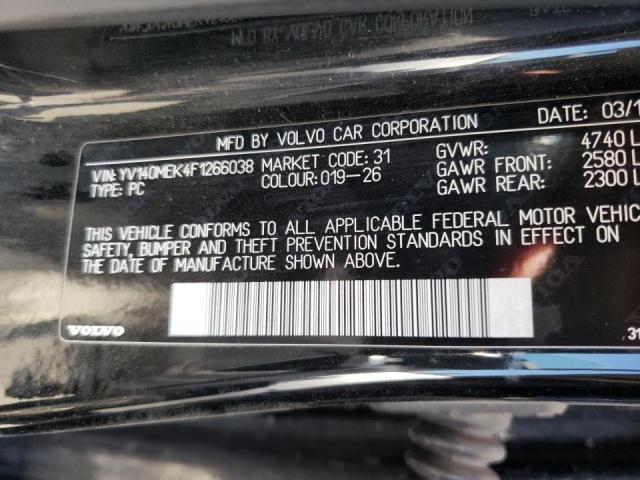 MFD BY VOLVO CAR CORPORATION DATE: 03/1
VIN: YV140MEK4F1266038 MARKET CODE: 31 GVWR: 4740 L
TYPE: PC COLOUR: 019-26 GAWR FRONT: 2580 L
GAWR REAR: 2300 L
THIS VEHICLE CONFORMS TO ALL APPLICABLE FEDERAL MOTOR VEHIC
SAFETY, BUMPER AND THEFT PREVENTION STANDARDS IN EFFECT ON
THE DATE OF MANUFACTURE SHOWN ABOVE.
VOLVO
31